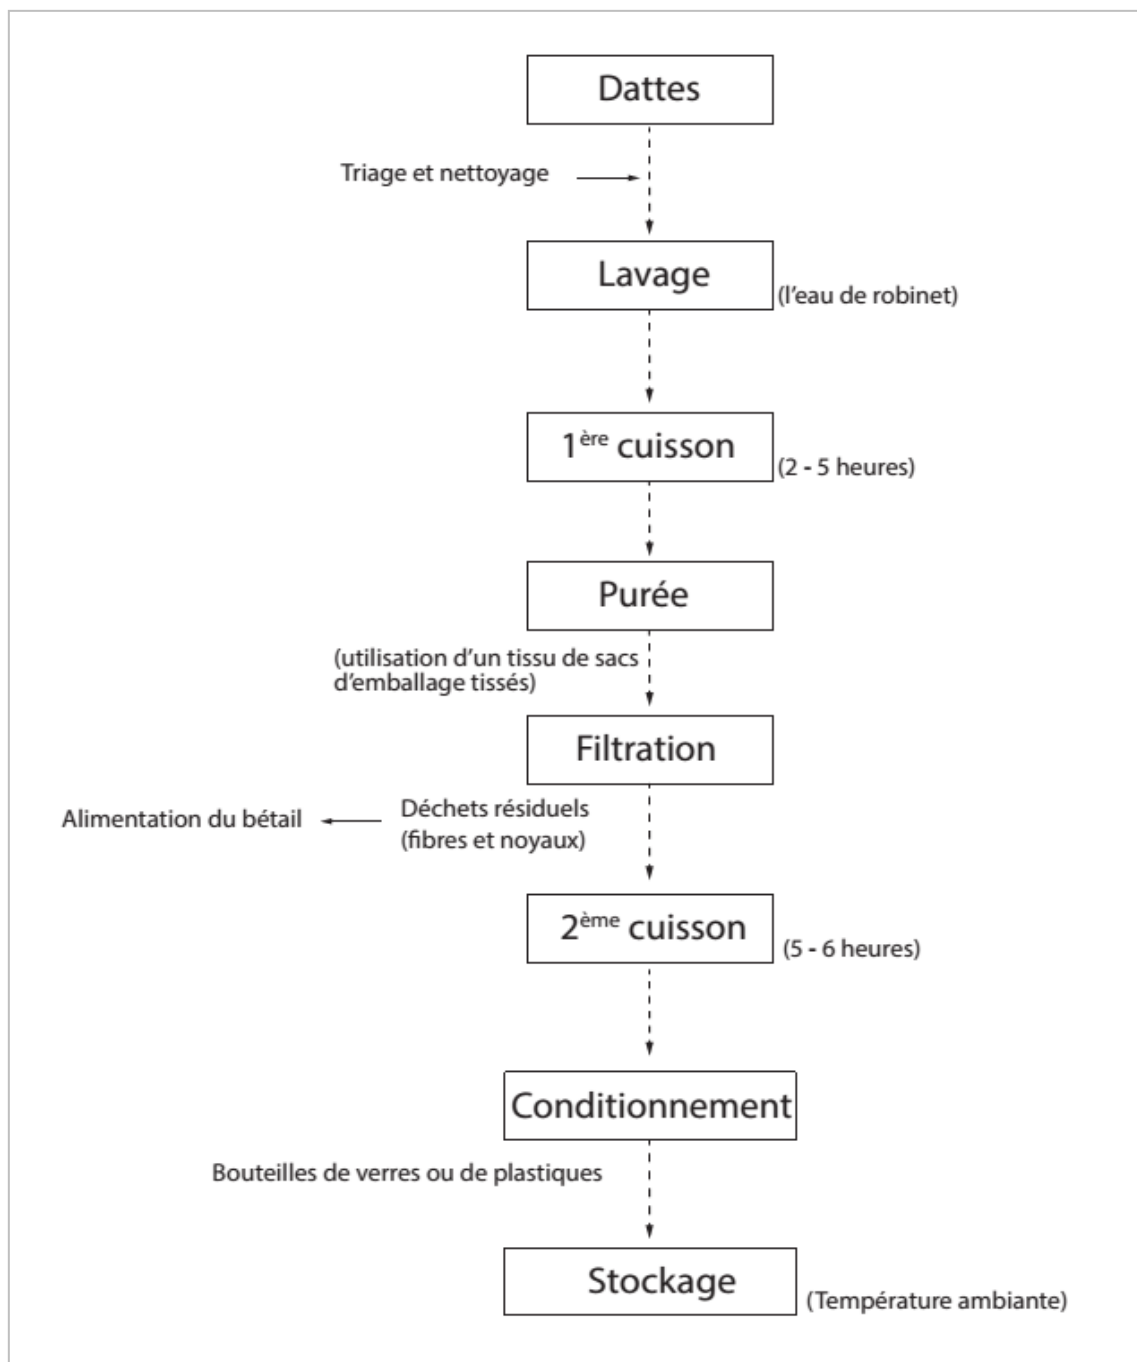 Dattes
Triage et nettoyage
Lavage
(l'eau de robinet)
1ère cuisson
(2 - 5 heures)
Purée
(utilisation d'un tissu de sacs
d'emballage tissés)
Filtration
Alimentation du bétail
Déchets résiduels
(fibres et noyaux)
2ème cuisson
(5 - 6 heures)
Conditionnement
Bouteilles de verres ou de plastiques
Stockage
(Température ambiante)